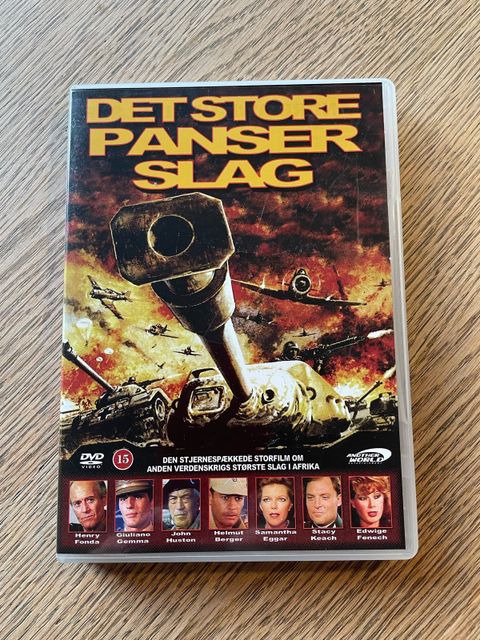 DET STORE
PANSER
SLAG
DVD
VIDEO
15
DEN STJERNESPÆKKEDE STORFILM OM
ANDEN VERDENSKRIGS STØRSTE SLAG I AFRIKA
ANOTHER
WORLD
Henry
Fonda
Giuliano
Gemma
John
Huston
Helmut
Berger
Samantha
Eggar
Stacy
Keach
Edwige
Fenech